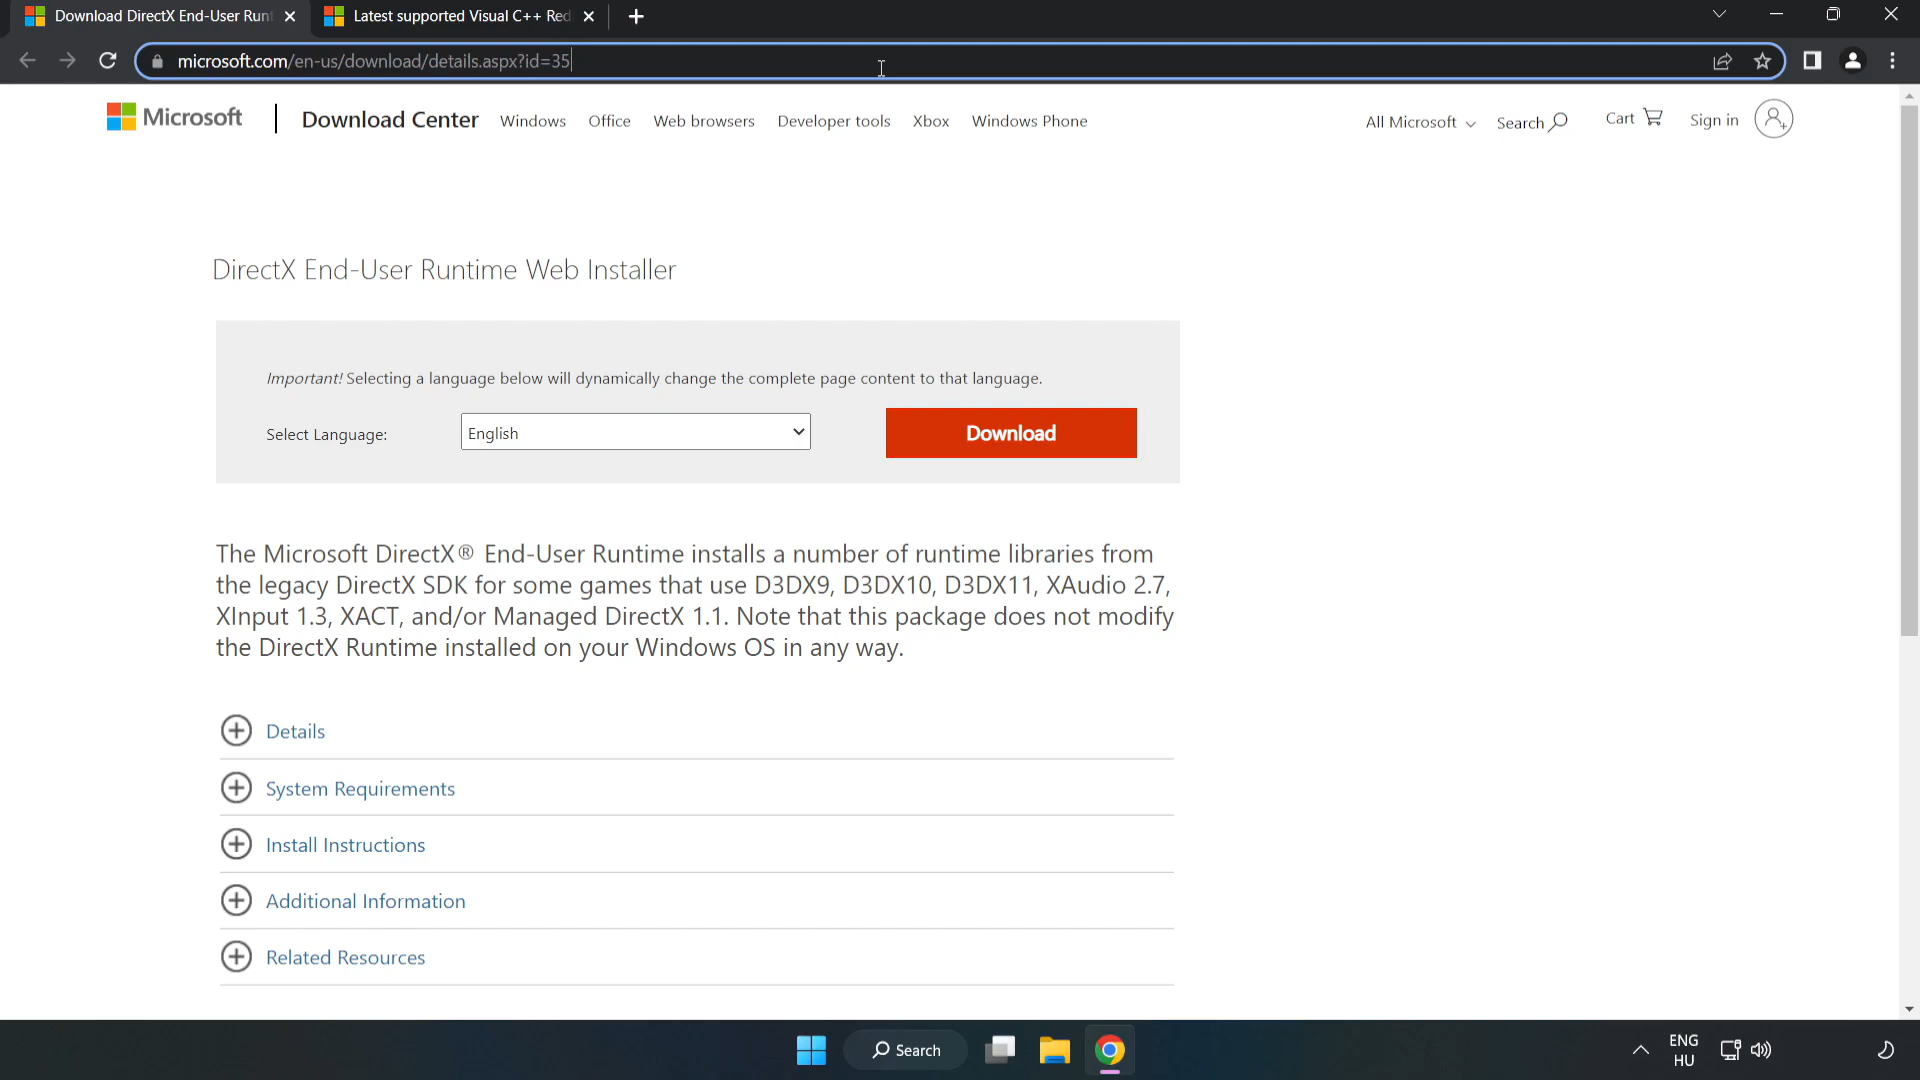 Download DirectX End-User Runt
Latest supported Visual C++ Red
microsoft.com/en-us/download/details.aspx?id=35
Microsoft
Download Center
Windows
Office
Web browsers
Developer tools
Xbox
Windows Phone
All Microsoft
Search
Cart
Sign in
DirectX End-User Runtime Web Installer
Important! Selecting a language below will dynamically change the complete page content to that language.
Select Language:
English
Download
The Microsoft DirectX® End-User Runtime installs a number of runtime libraries from
the legacy DirectX SDK for some games that use D3DX9, D3DX10, D3DX11, XAudio 2.7,
XInput 1.3, XACT, and/or Managed DirectX 1.1. Note that this package does not modify
the DirectX Runtime installed on your Windows OS in any way.
Details
System Requirements
Install Instructions
Additional Information
Related Resources
Search
ENG
HU